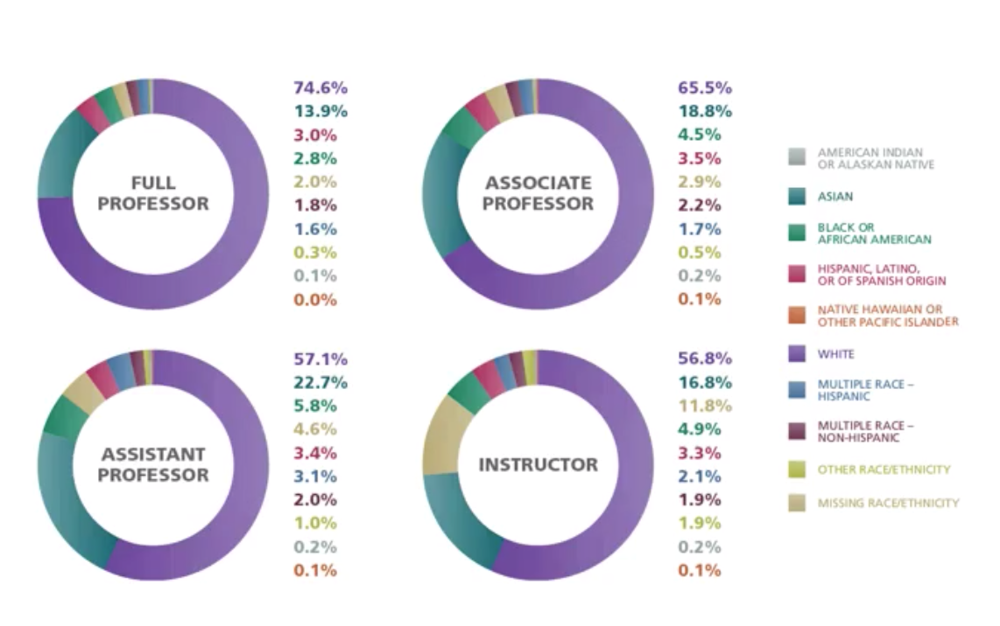 FULL
PROFESSOR
74.6%
13.9%
3.0%
2.8%
2.0%
1.8%
1.6%
0.3%
0.1%
0.0%
ASSOCIATE
PROFESSOR
65.5%
18.8%
4.5%
3.5%
2.9%
2.2%
1.7%
0.5%
0.2%
0.1%
ASSISTANT
PROFESSOR
57.1%
22.7%
5.8%
4.6%
3.4%
3.1%
2.0%
1.0%
0.2%
0.1%
INSTRUCTOR
56.8%
16.8%
11.8%
4.9%
3.3%
2.1%
1.9%
1.9%
0.2%
0.1%
AMERICAN INDIAN
OR ALASKAN NATIVE
ASIAN
BLACK OR
AFRICAN AMERICAN
HISPANIC, LATINO,
OR OF SPANISH ORIGIN
NATIVE HAWAIIAN OR
OTHER PACIFIC ISLANDER
WHITE
MULTIPLE RACE –
HISPANIC
MULTIPLE RACE –
NON-HISPANIC
OTHER RACE/ETHNICITY
MISSING RACE/ETHNICITY